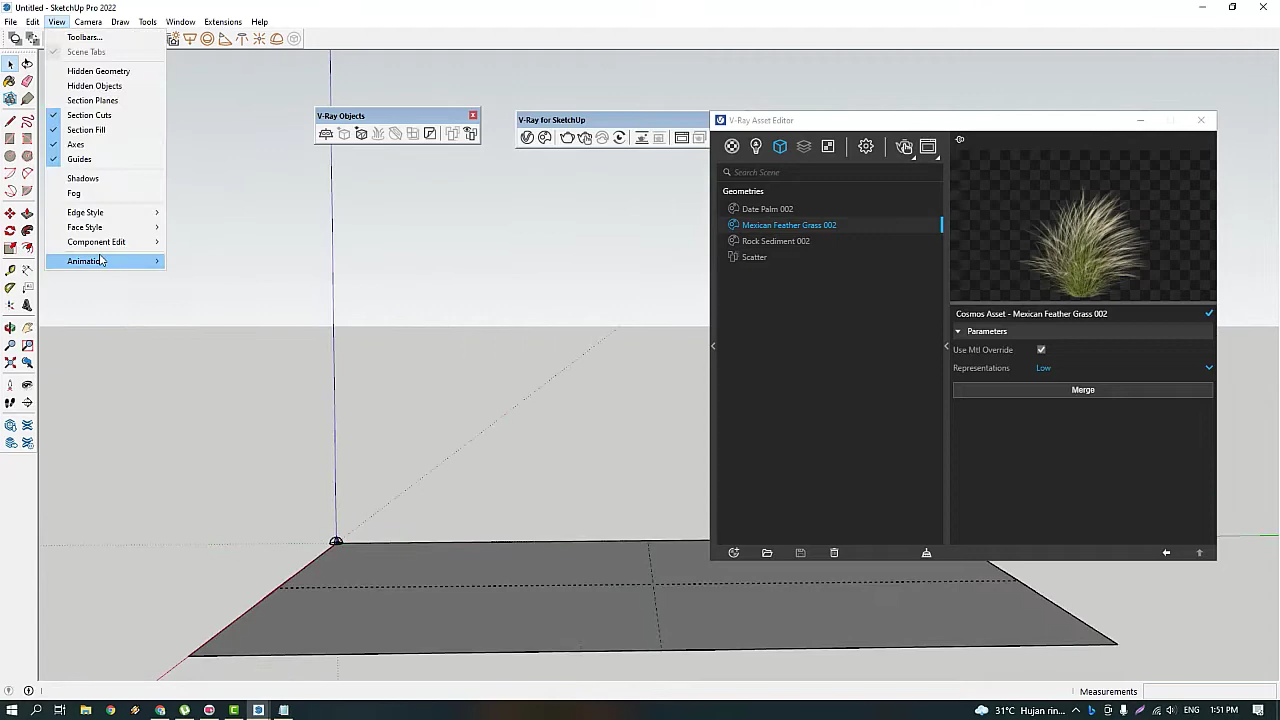 Untitled - SketchUp Pro 2022
File Edit View Camera Draw Tools Window Extensions Help
Toolbars...
Scene Tabs
Hidden Geometry
Hidden Objects
Section Planes
Section Cuts
Section Fill
Axes
Guides
Shadows
Fog
Edge Style
Face Style
Component Edit
Animation
V-Ray Objects
V-Ray for SketchUp
V-Ray Asset Editor
Search Scene
Geometries
Date Palm 002
Mexican Feather Grass 002
Rock Sediment 002
Scatter
Cosmos Asset - Mexican Feather Grass 002
Parameters
Use Mtl Override
Representations Low
Merge
Measurements
31°C Hujan rin... ENG 1:51 PM